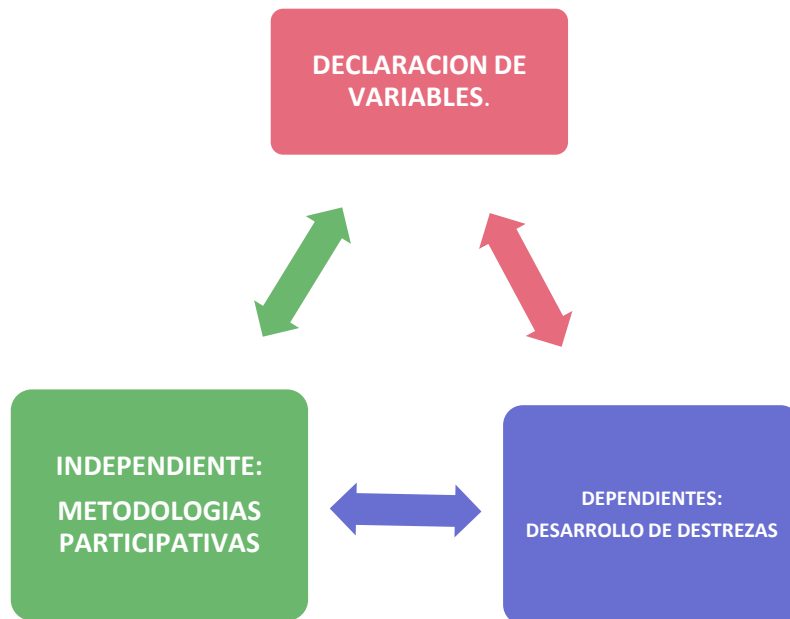 DECLARACION DE
VARIABLES.
INDEPENDIENTE:
METODOLOGIAS
PARTICIPATIVAS
DEPENDIENTES:
DESARROLLO DE DESTREZAS